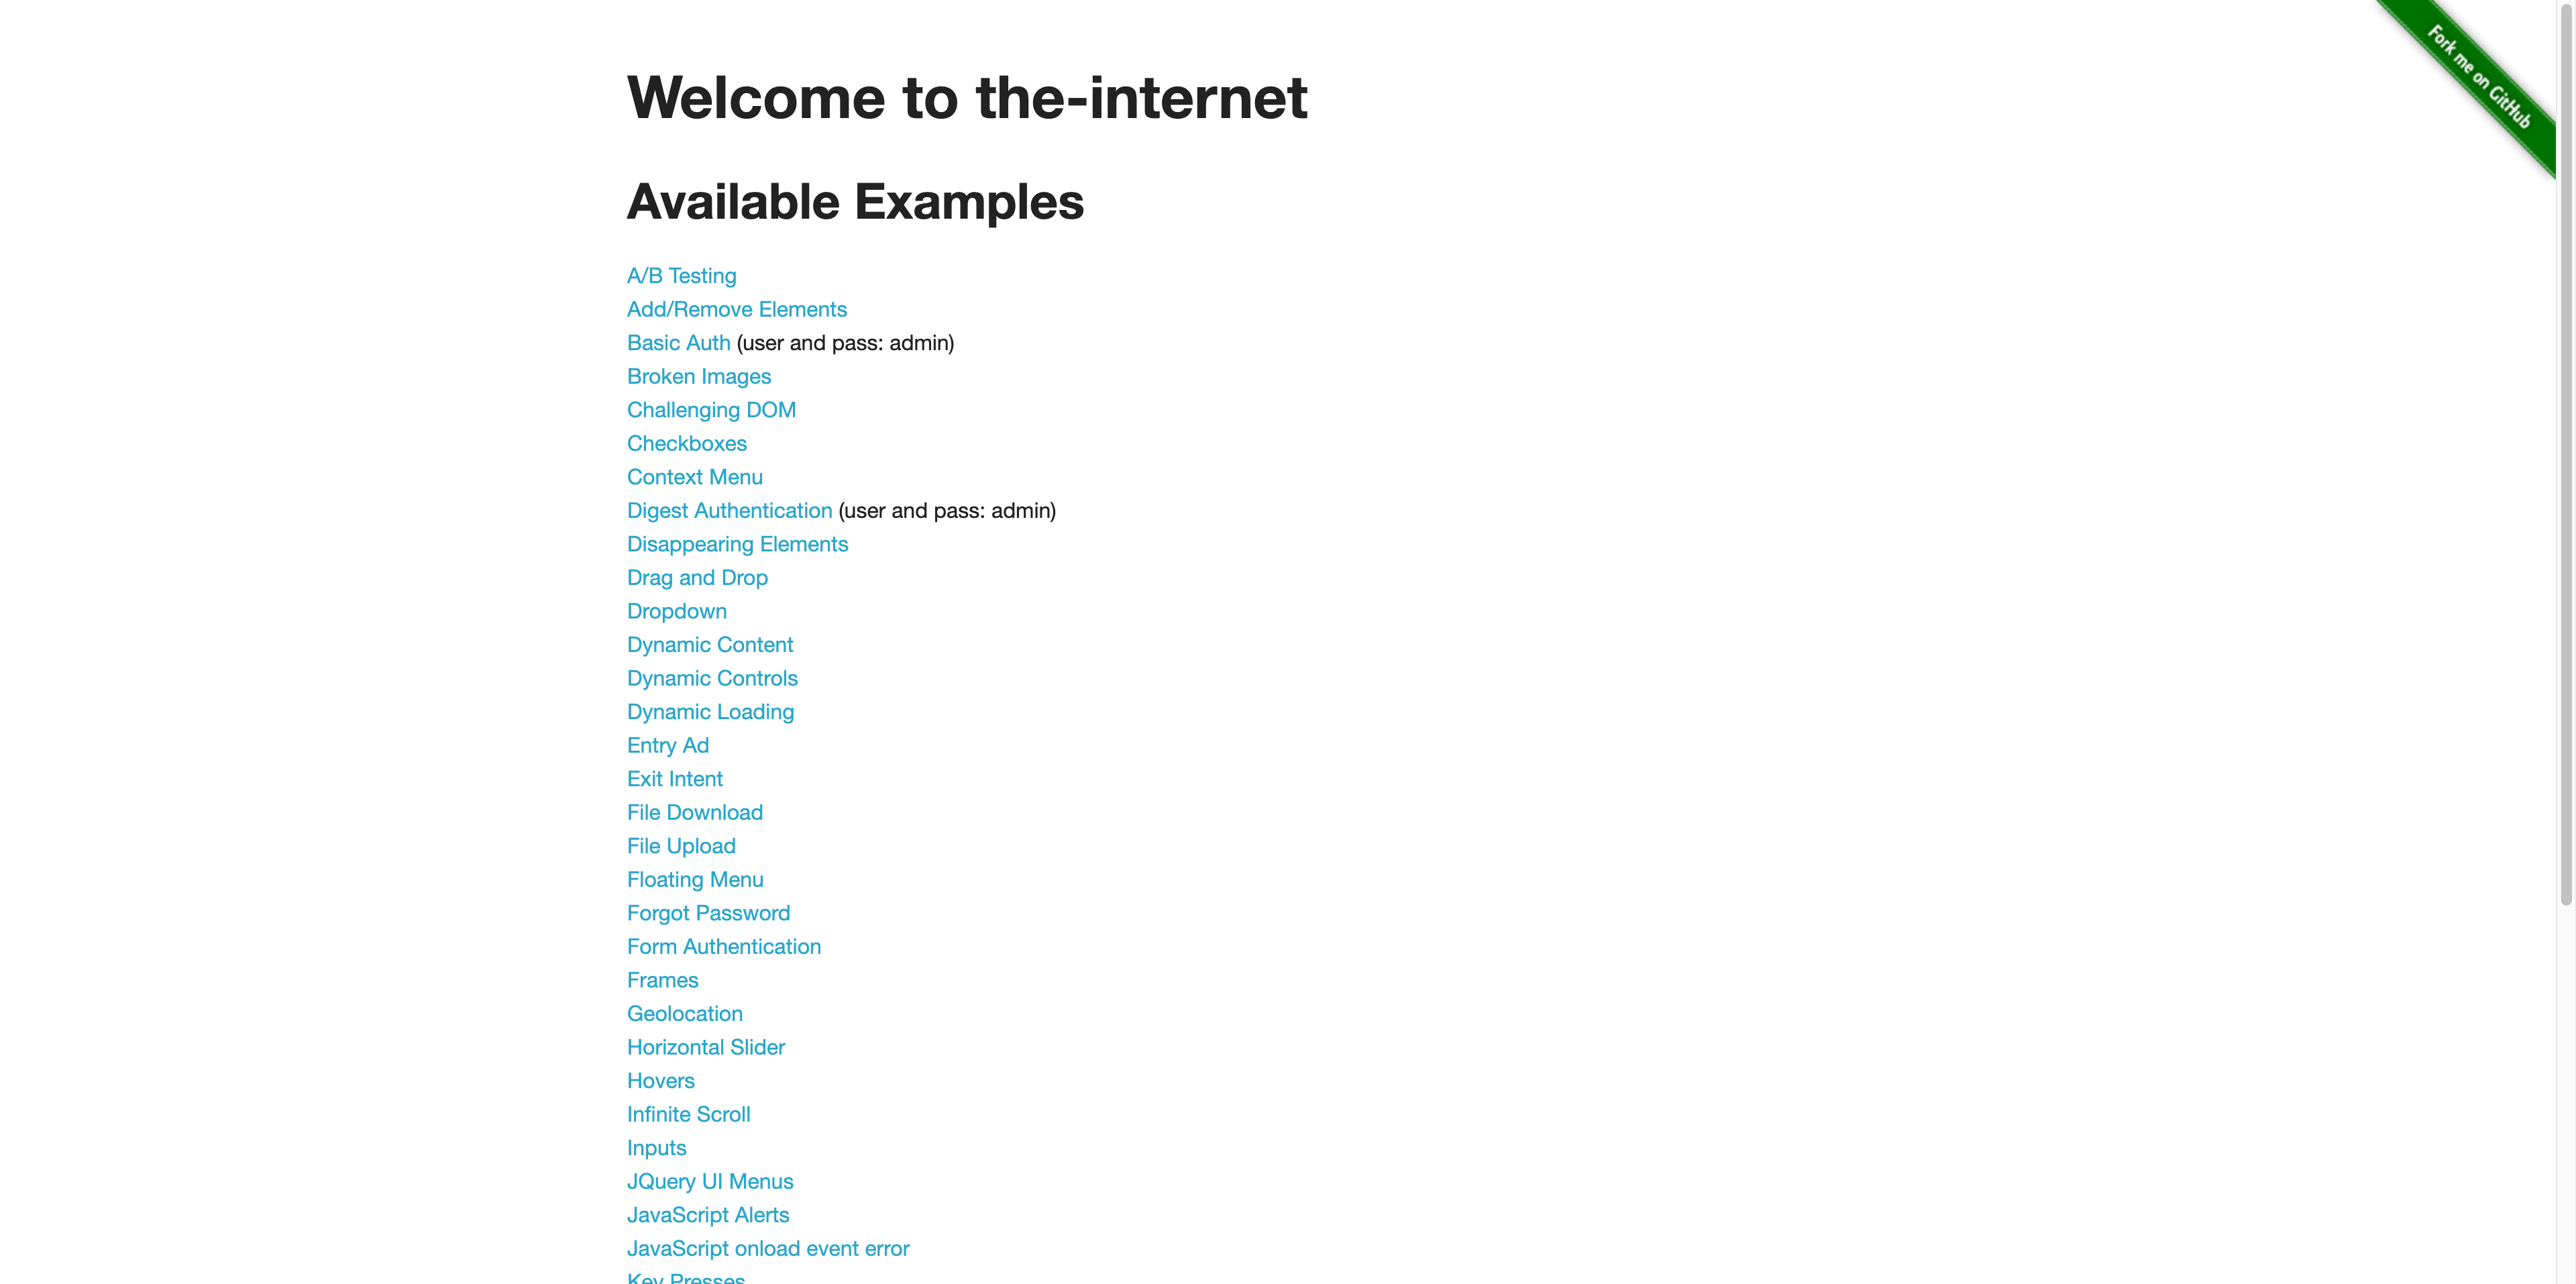 Fork me on GitHub
Welcome to the-internet
Available Examples
A/B Testing
Add/Remove Elements
Basic Auth (user and pass: admin)
Broken Images
Challenging DOM
Checkboxes
Context Menu
Digest Authentication (user and pass: admin)
Disappearing Elements
Drag and Drop
Dropdown
Dynamic Content
Dynamic Controls
Dynamic Loading
Entry Ad
Exit Intent
File Download
File Upload
Floating Menu
Forgot Password
Form Authentication
Frames
Geolocation
Horizontal Slider
Hovers
Infinite Scroll
Inputs
JQuery UI Menus
JavaScript Alerts
JavaScript onload event error
Key Presses